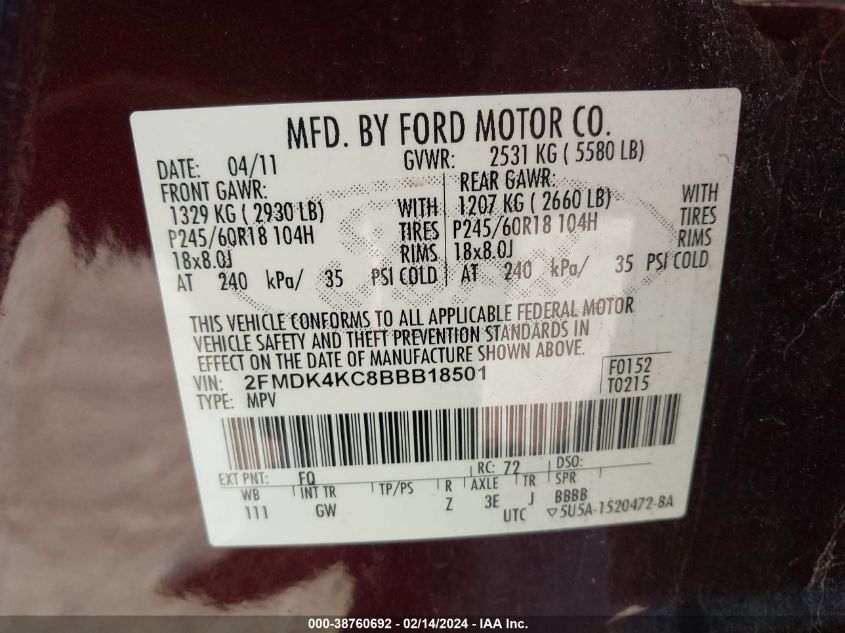 MFD. BY FORD MOTOR CO.
DATE: 04/11 GVWR: 2531 KG ( 5580 LB)
FRONT GAWR: REAR GAWR:
1329 KG ( 2930 LB) WITH 1207 KG ( 2660 LB) WITH
P245/60R18 104H TIRES P245/60R18 104H TIRES
18x8.0J RIMS 18x8.0J RIMS
AT 240 kPa/ 35 PSI COLD AT 240 kPa/ 35 PSI COLD
THIS VEHICLE CONFORMS TO ALL APPLICABLE FEDERAL MOTOR
VEHICLE SAFETY AND THEFT PREVENTION STANDARDS IN
EFFECT ON THE DATE OF MANUFACTURE SHOWN ABOVE.
VIN: 2FMDK4KC8BBB18501 F0152
TYPE: MPV T0215
EXT PNT: FQ RC: 72 DSO:
WB INT TR TP/PS R AXLE TR SPR
111 GW Z 3E J BBBB
UTC ▽5U5A-1520472-BA
000-38760692 - 02/14/2024 - IAA Inc.